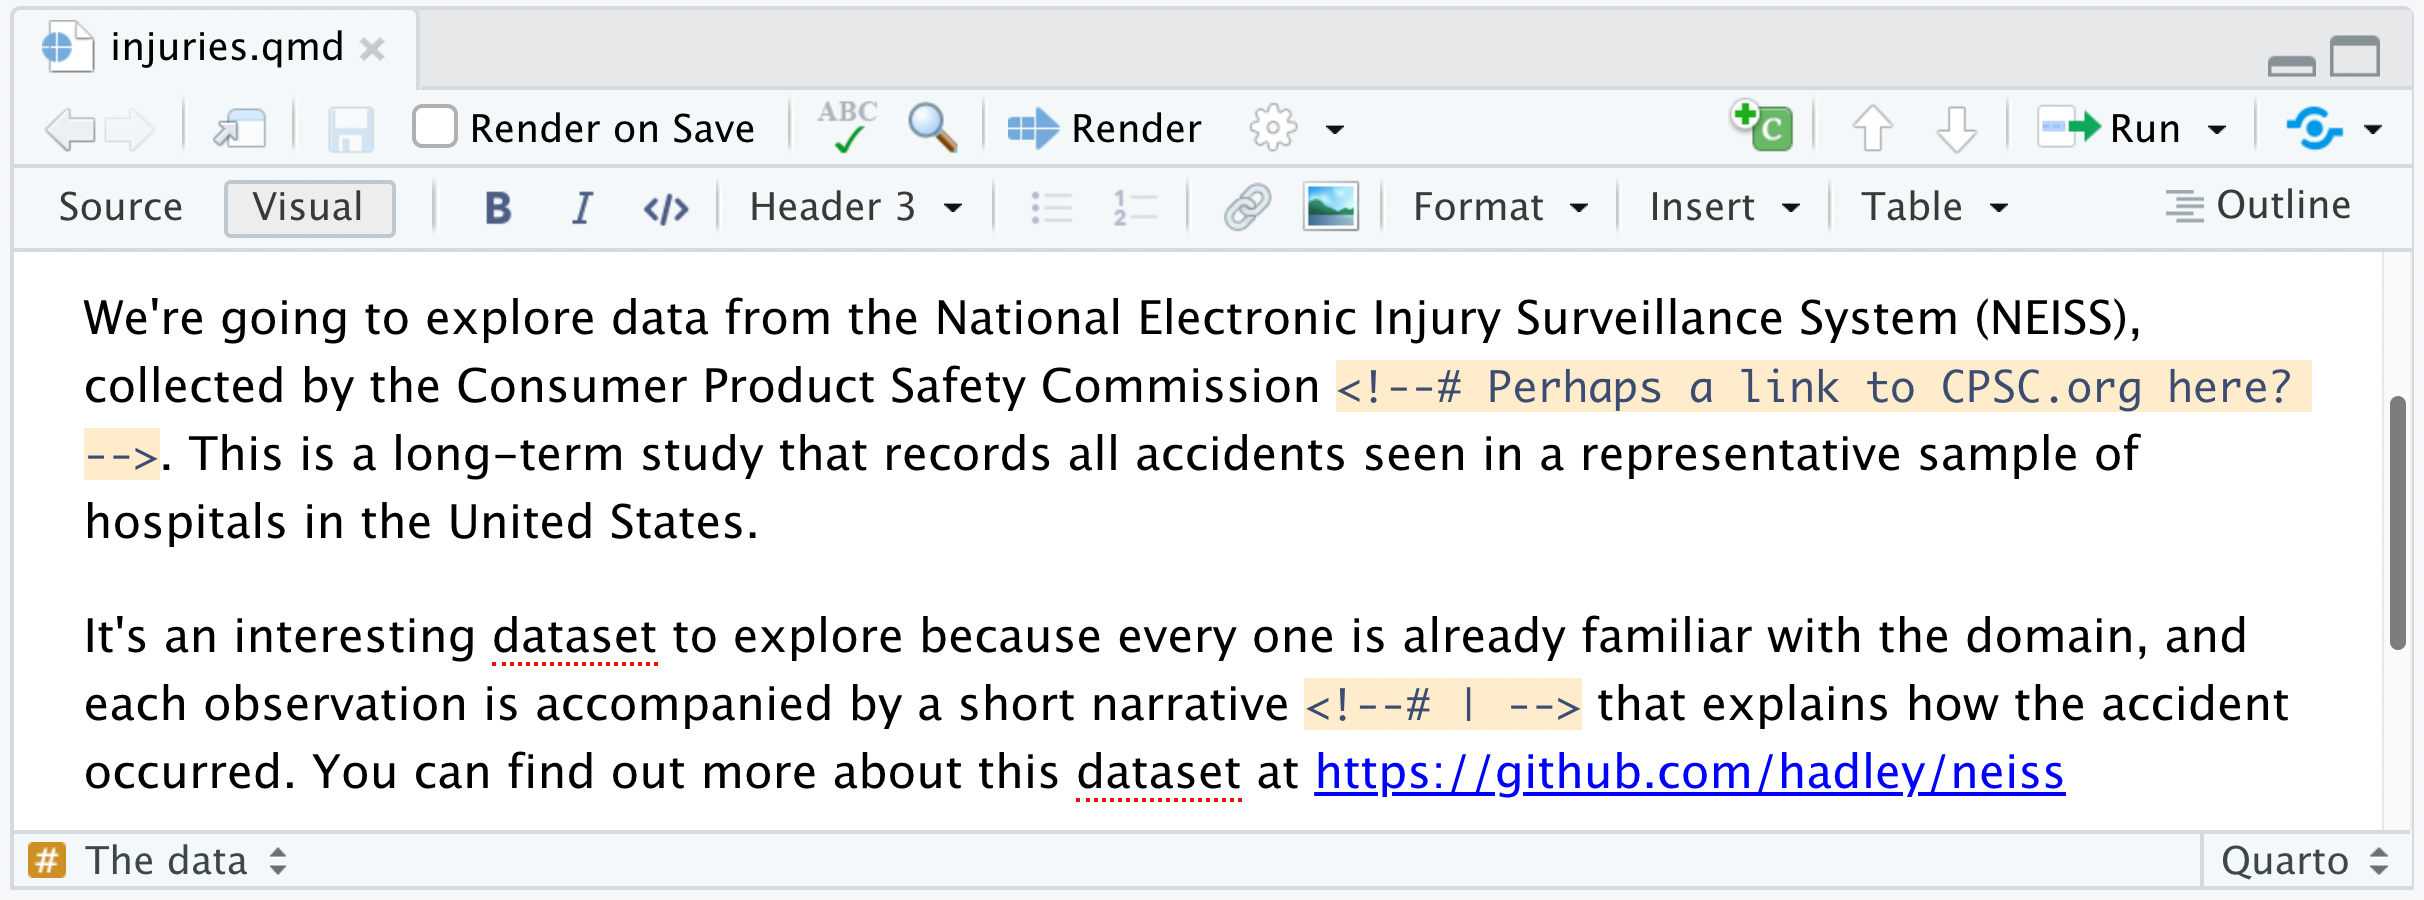 injuries.qmd
Render on Save ABC Render C Run
Source Visual B I </> Header 3 1 2 Format Insert Table Outline
We're going to explore data from the National Electronic Injury Surveillance System (NEISS),
collected by the Consumer Product Safety Commission <!--# Perhaps a link to CPSC.org here?
-->. This is a long-term study that records all accidents seen in a representative sample of
hospitals in the United States.
It's an interesting dataset to explore because every one is already familiar with the domain, and
each observation is accompanied by a short narrative <!--# | --> that explains how the accident
occurred. You can find out more about this dataset at https://github.com/hadley/neiss
# The data Quarto